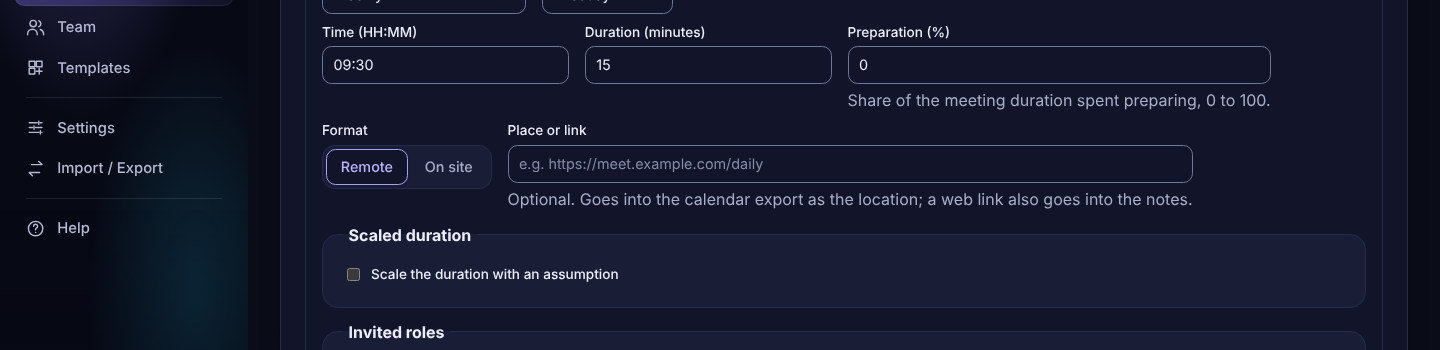 Team
Templates
Settings
Import / Export
Help
Time (HH:MM)
09:30
Duration (minutes)
15
Preparation (%)
0
Share of the meeting duration spent preparing, 0 to 100.
Format
Remote
On site
Place or link
e.g. https://meet.example.com/daily
Optional. Goes into the calendar export as the location; a web link also goes into the notes.
Scaled duration
Scale the duration with an assumption
Invited roles